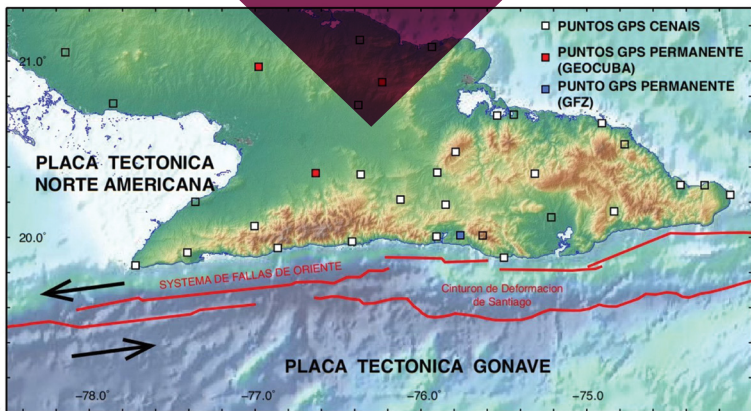 21.0˚
PUNTOS GPS CENAIS
PUNTOS GPS PERMANENTE
(GEOCUBA)
PUNTO GPS PERMANENTE
(GFZ)
PLACA TECTONICA
NORTE AMERICANA
20.0˚
SYSTEMA DE FALLAS DE ORIENTE
Cinturon de Deformacion
de Santiago
PLACA TECTONICA GONAVE
−78.0˚ −77.0˚ −76.0˚ −75.0˚